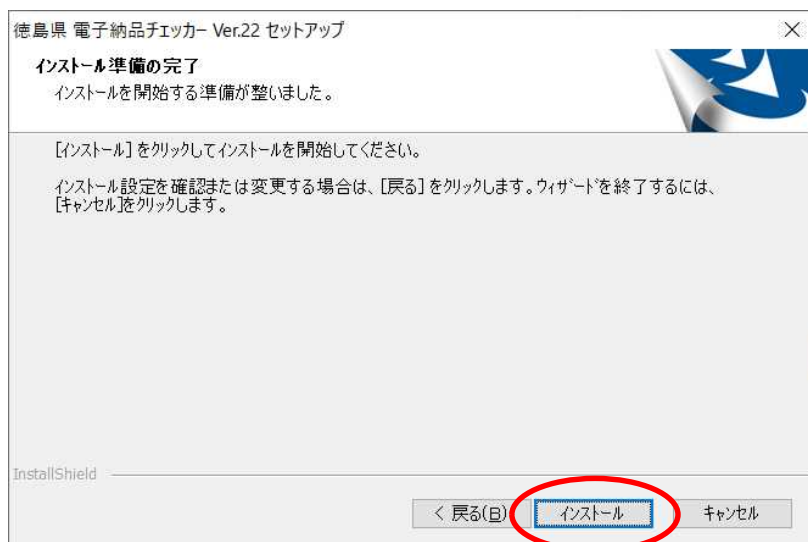 徳島県 電子納品チェッカー Ver.22 セットアップ
インストール準備の完了
インストールを開始する準備が整いました。
[インストール] をクリックしてインストールを開始してください。
インストール設定を確認または変更する場合は、[戻る] をクリックします。ウィザードを終了するには、
[キャンセル]をクリックします。
InstallShield
< 戻る(B)
インストール
キャンセル